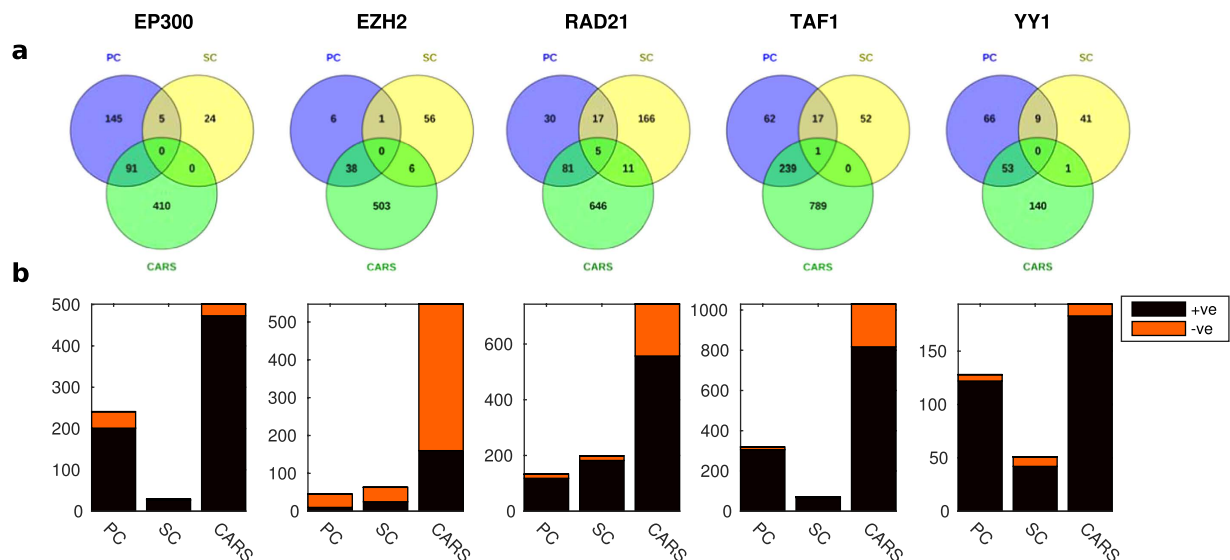 EP300 EZH2 RAD21 TAF1 YY1
a
PC SC PC SC PC SC PC SC PC SC
145 5 24 6 1 56 30 17 166 62 17 52 66 9 41
0 0 5 1 0
91 0 38 6 81 11 239 0 53 1
410 503 646 789 140
CARS CARS CARS CARS CARS
b
500
400
300
200
100
0
PC SC CARS
500
400
300
200
100
0
PC SC CARS
600
400
200
0
PC SC CARS
1000
800
600
400
200
0
PC SC CARS
150
100
50
0
PC SC CARS
+ve
-ve